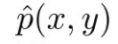 p̂(x, y)